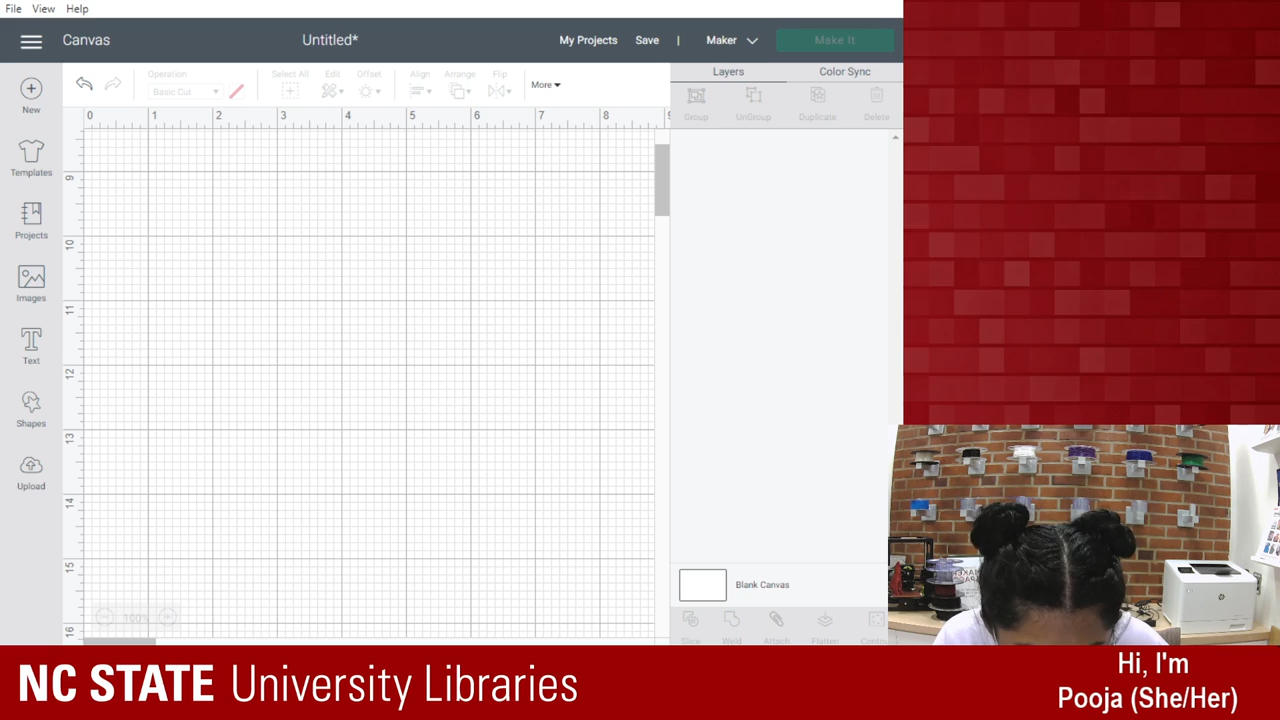 File View Help
Canvas Untitled* My Projects Save | Maker Make It
Operation Select All Edit Offset Align Arrange Flip
Basic Cut More
Layers Color Sync
Group UnGroup Duplicate Delete
0 1 2 3 4 5 6 7 8 9
9
10
11
12
13
14
15
16
New
Templates
Projects
Images
Text
Shapes
Upload
100%
Blank Canvas
Slice Weld Attach Flatten
NC STATE University Libraries
Hi, I'm
Pooja (She/Her)